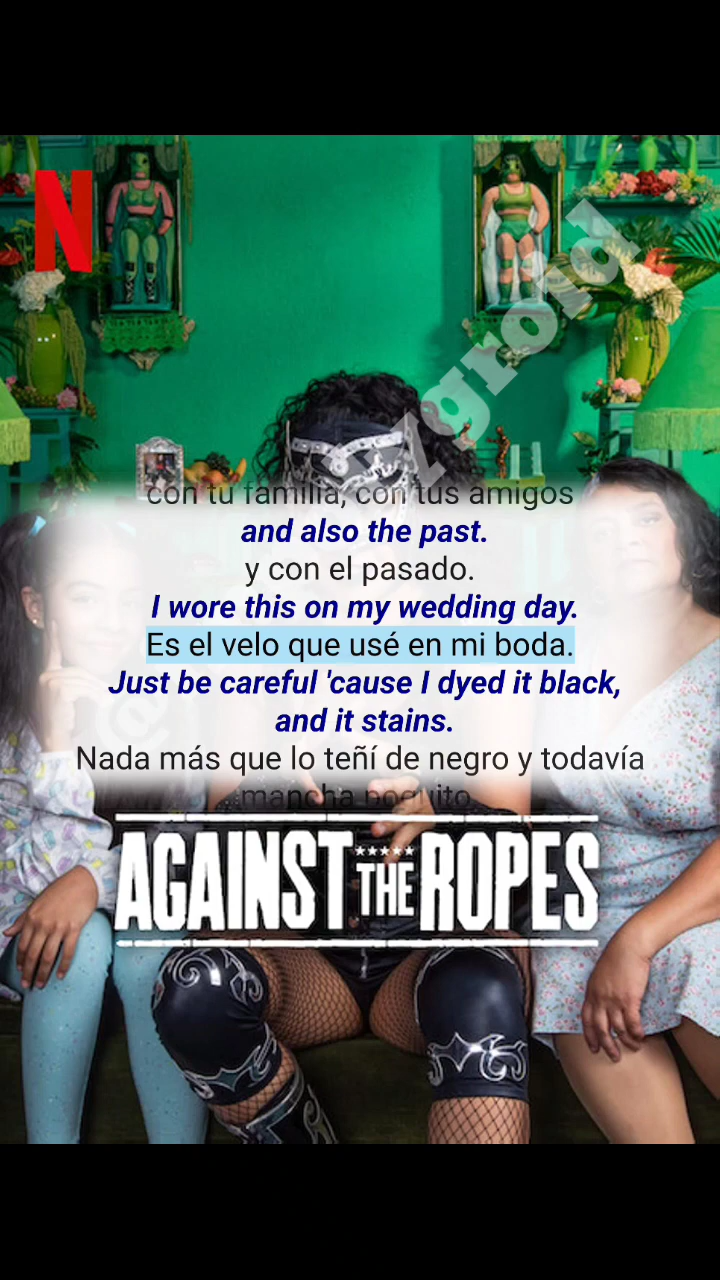 N
con tu familia, con tus amigos
and also the past.
y con el pasado.
I wore this on my wedding day.
Es el velo que usé en mi boda.
Just be careful 'cause I dyed it black,
and it stains.
Nada más que lo teñí de negro y todavía
mancha poquito
AGAINST THE ROPES